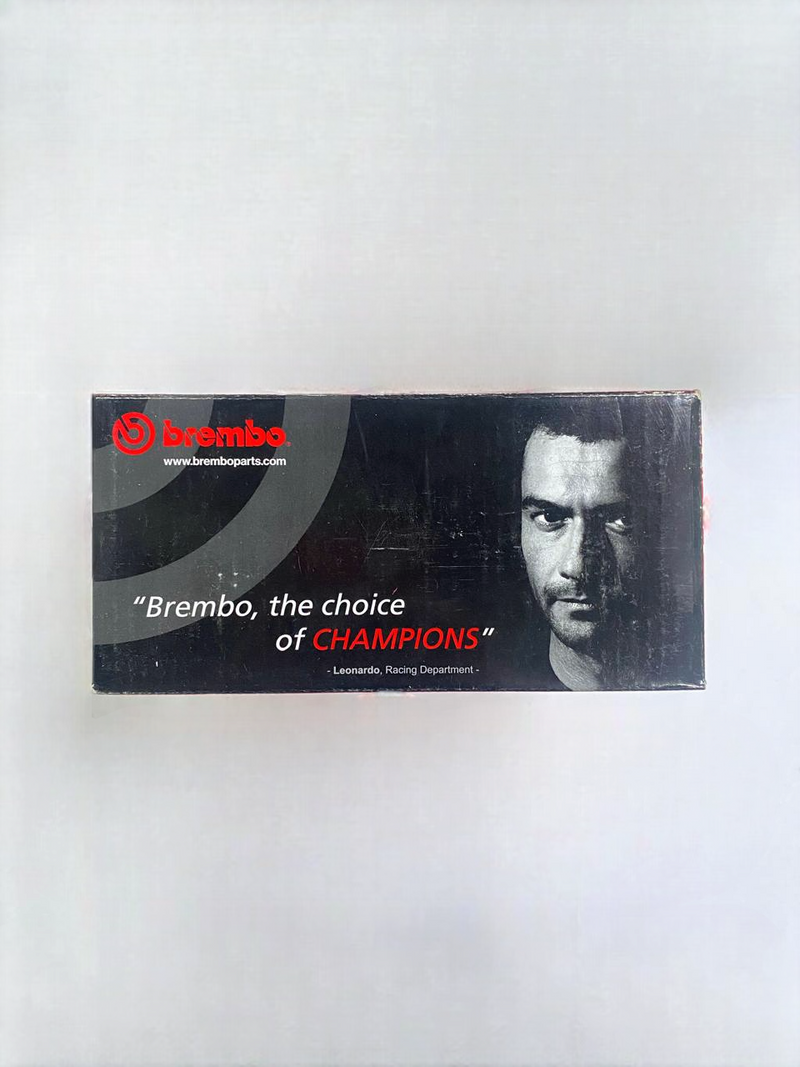 brembo
www.bremboparts.com
“Brembo, the choice
of CHAMPIONS”
- Leonardo, Racing Department -